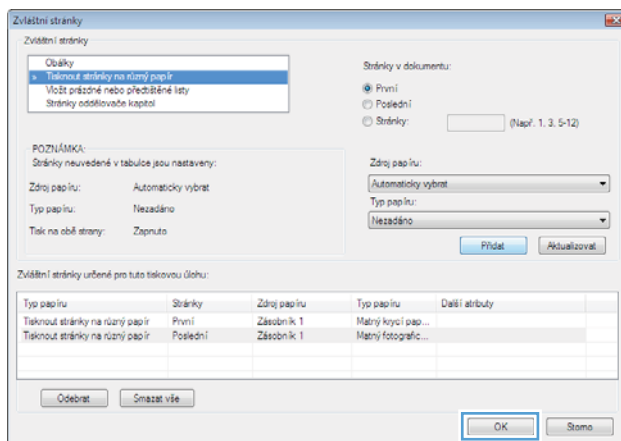 Zvláštní stránky
Zvláštní stránky
Obálky
» Tisknout stránky na různý papír
Vložit prázdné nebo předtištěné listy
Stránky oddělovače kapitol
Stránky v dokumentu:
První
Poslední
Stránky: (Např. 1, 3, 5-12)
POZNÁMKA:
Stránky neuvedené v tabulce jsou nastaveny:
Zdroj papíru: Automaticky vybrat
Typ papíru: Nezadáno
Tisk na obě strany: Zapnuto
Zdroj papíru:
Automaticky vybrat
Typ papíru:
Nezadáno
Přidat Aktualizovat
Zvláštní stránky určené pro tuto tiskovou úlohu:
Typ papíru Stránky Zdroj papíru Typ papíru Další atributy
Tisknout stránky na různý papír První Zásobník 1 Matný krycí pap...
Tisknout stránky na různý papír Poslední Zásobník 1 Matný fotografic...
Odebrat Smazat vše
OK Storno